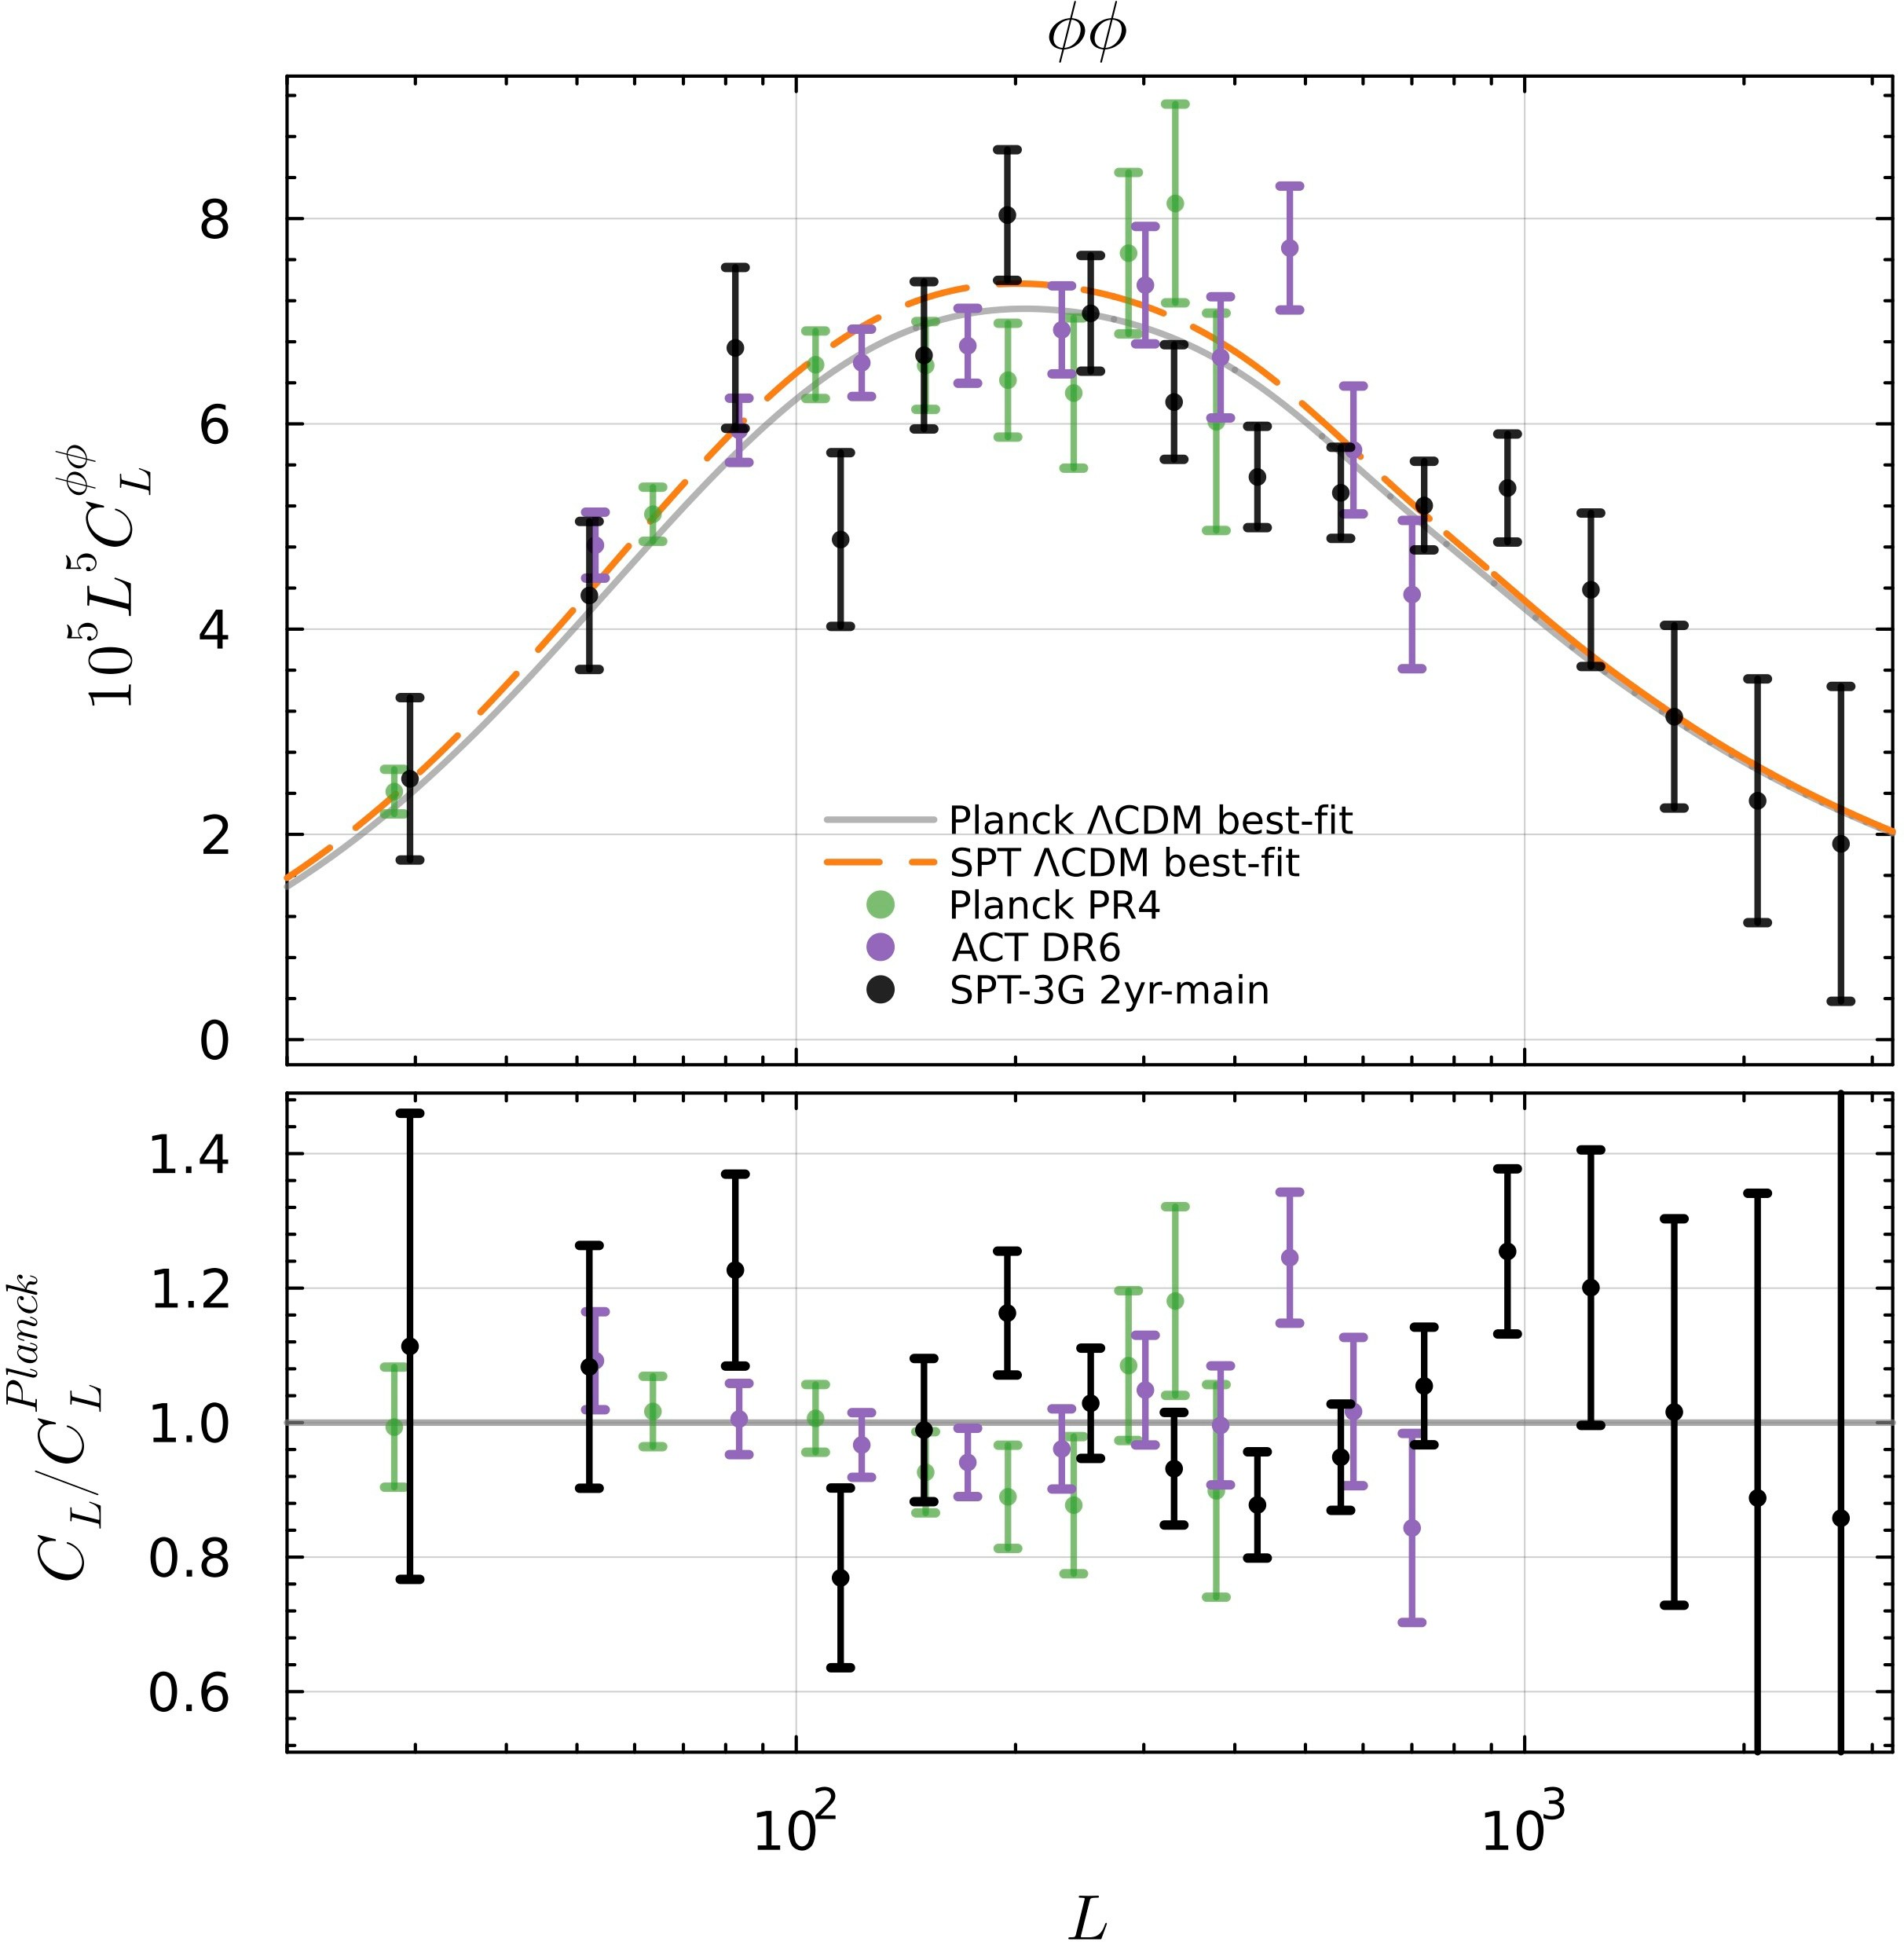 ϕϕ
10^5 L^5 C_L^{ϕϕ}
8
6
4
2
0
Planck ΛCDM best-fit
SPT ΛCDM best-fit
Planck PR4
ACT DR6
SPT-3G 2yr-main
C_L/C_L^{Planck}
1.4
1.2
1.0
0.8
0.6
10^2
10^3
L